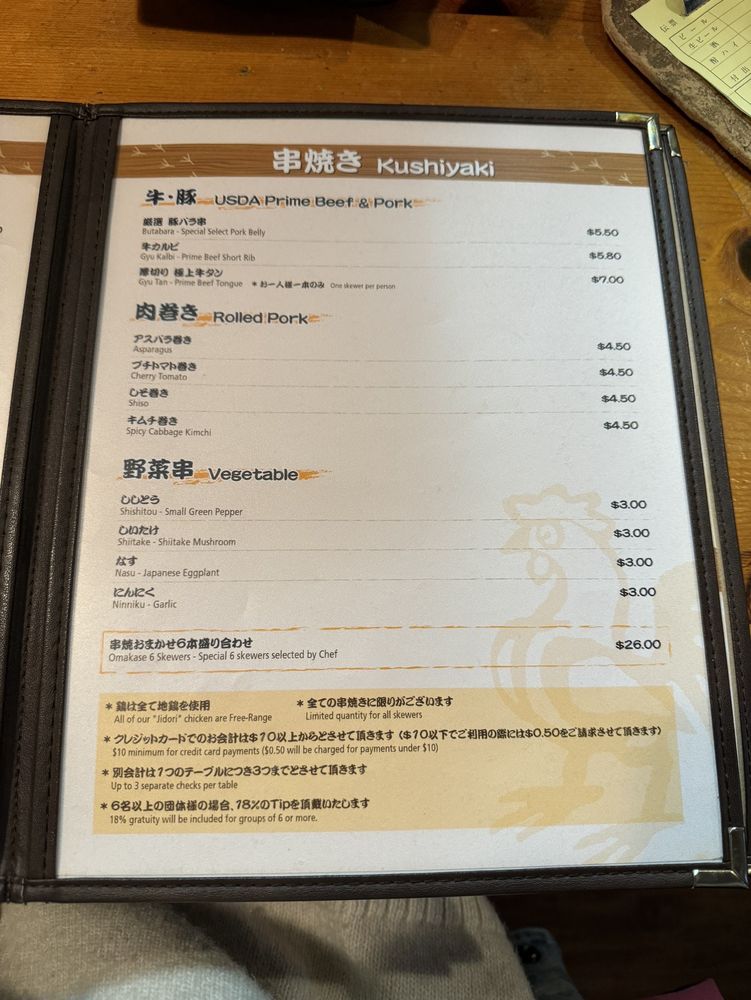 串焼き Kushiyaki
牛・豚 USDA Prime Beef & Pork
厳選 豚バラ串
Butabara - Special Select Pork Belly $5.50
牛カルビ
Gyu Kalbi - Prime Beef Short Rib $5.80
厚切り 極上牛タン
Gyu Tan - Prime Beef Tongue * お一人様一本のみ One skewer per person $7.00
肉巻き Rolled Pork
アスパラ巻き
Asparagus $4.50
プチトマト巻き
Cherry Tomato $4.50
しそ巻き
Shiso $4.50
キムチ巻き
Spicy Cabbage Kimchi $4.50
野菜串 Vegetable
ししとう
Shishitou - Small Green Pepper $3.00
しいたけ
Shiitake - Shiitake Mushroom $3.00
なす
Nasu - Japanese Eggplant $3.00
にんにく
Ninniku - Garlic $3.00
串焼おまかせ6本盛り合わせ
Omakase 6 Skewers - Special 6 skewers selected by Chef $26.00
* 鶏は全て地鶏を使用 * 全ての串焼きに限りがございます
All of our "Jidori" chicken are Free-Range Limited quantity for all skewers
* クレジットカードでのお会計は$10以上からとさせて頂きます ($10以下でご利用の際には$0.50をご請求させて頂きます)
$10 minimum for credit card payments ($0.50 will be charged for payments under $10)
* 別会計は1つのテーブルにつき3つまでとさせて頂きます
Up to 3 separate checks per table
* 6名以上の団体様の場合、18%のTipを頂戴いたします
18% gratuity will be included for groups of 6 or more.
伝票
ビール
生ビール
酎ハイ
付出